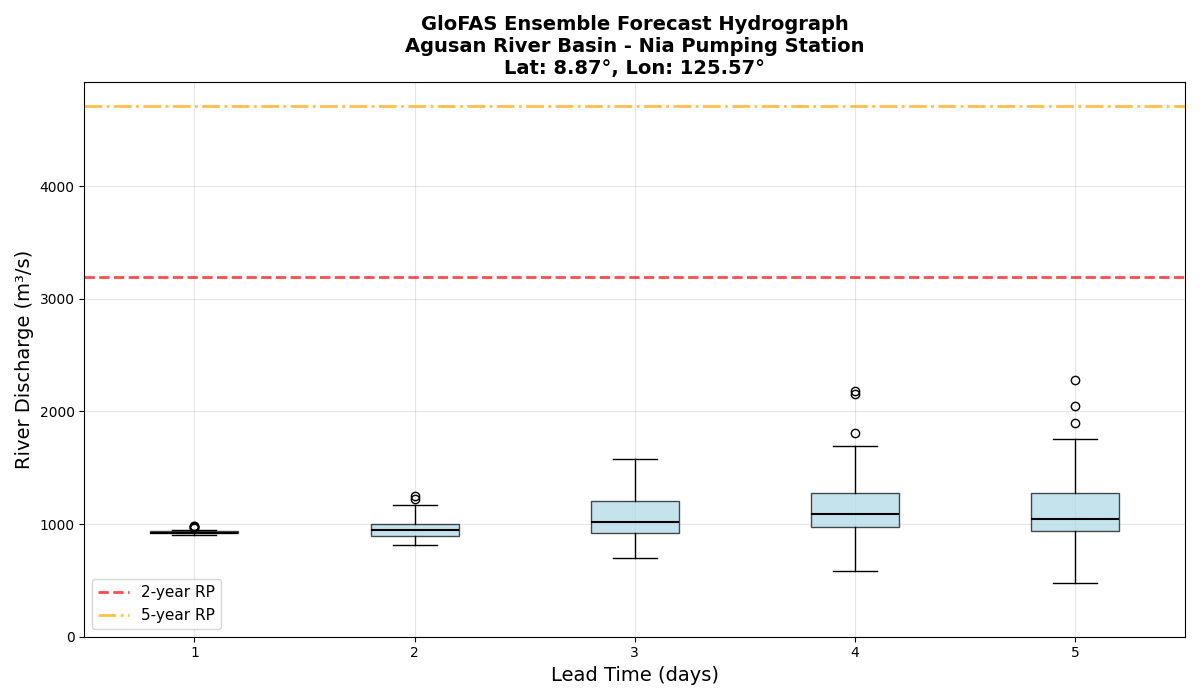 GloFAS Ensemble Forecast Hydrograph
Agusan River Basin - Nia Pumping Station
Lat: 8.87°, Lon: 125.57°
River Discharge (m³/s)
4000
3000
2000
1000
0
2-year RP
5-year RP
1 2 3 4 5
Lead Time (days)